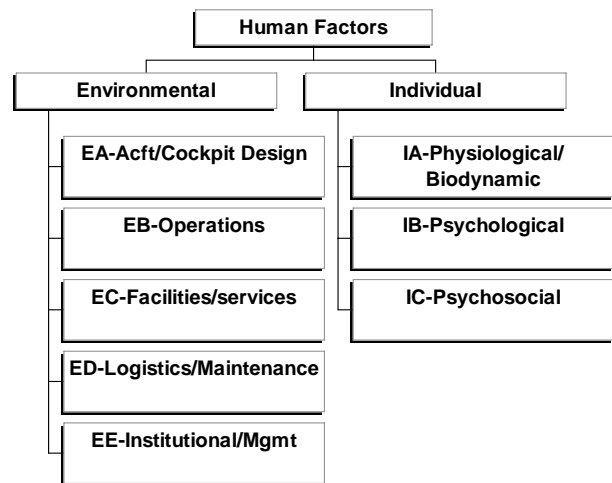 Human Factors
Environmental
Individual
EA-Acft/Cockpit Design
EB-Operations
EC-Facilities/services
ED-Logistics/Maintenance
EE-Institutional/Mgmt
IA-Physiological/
Biodynamic
IB-Psychological
IC-Psychosocial